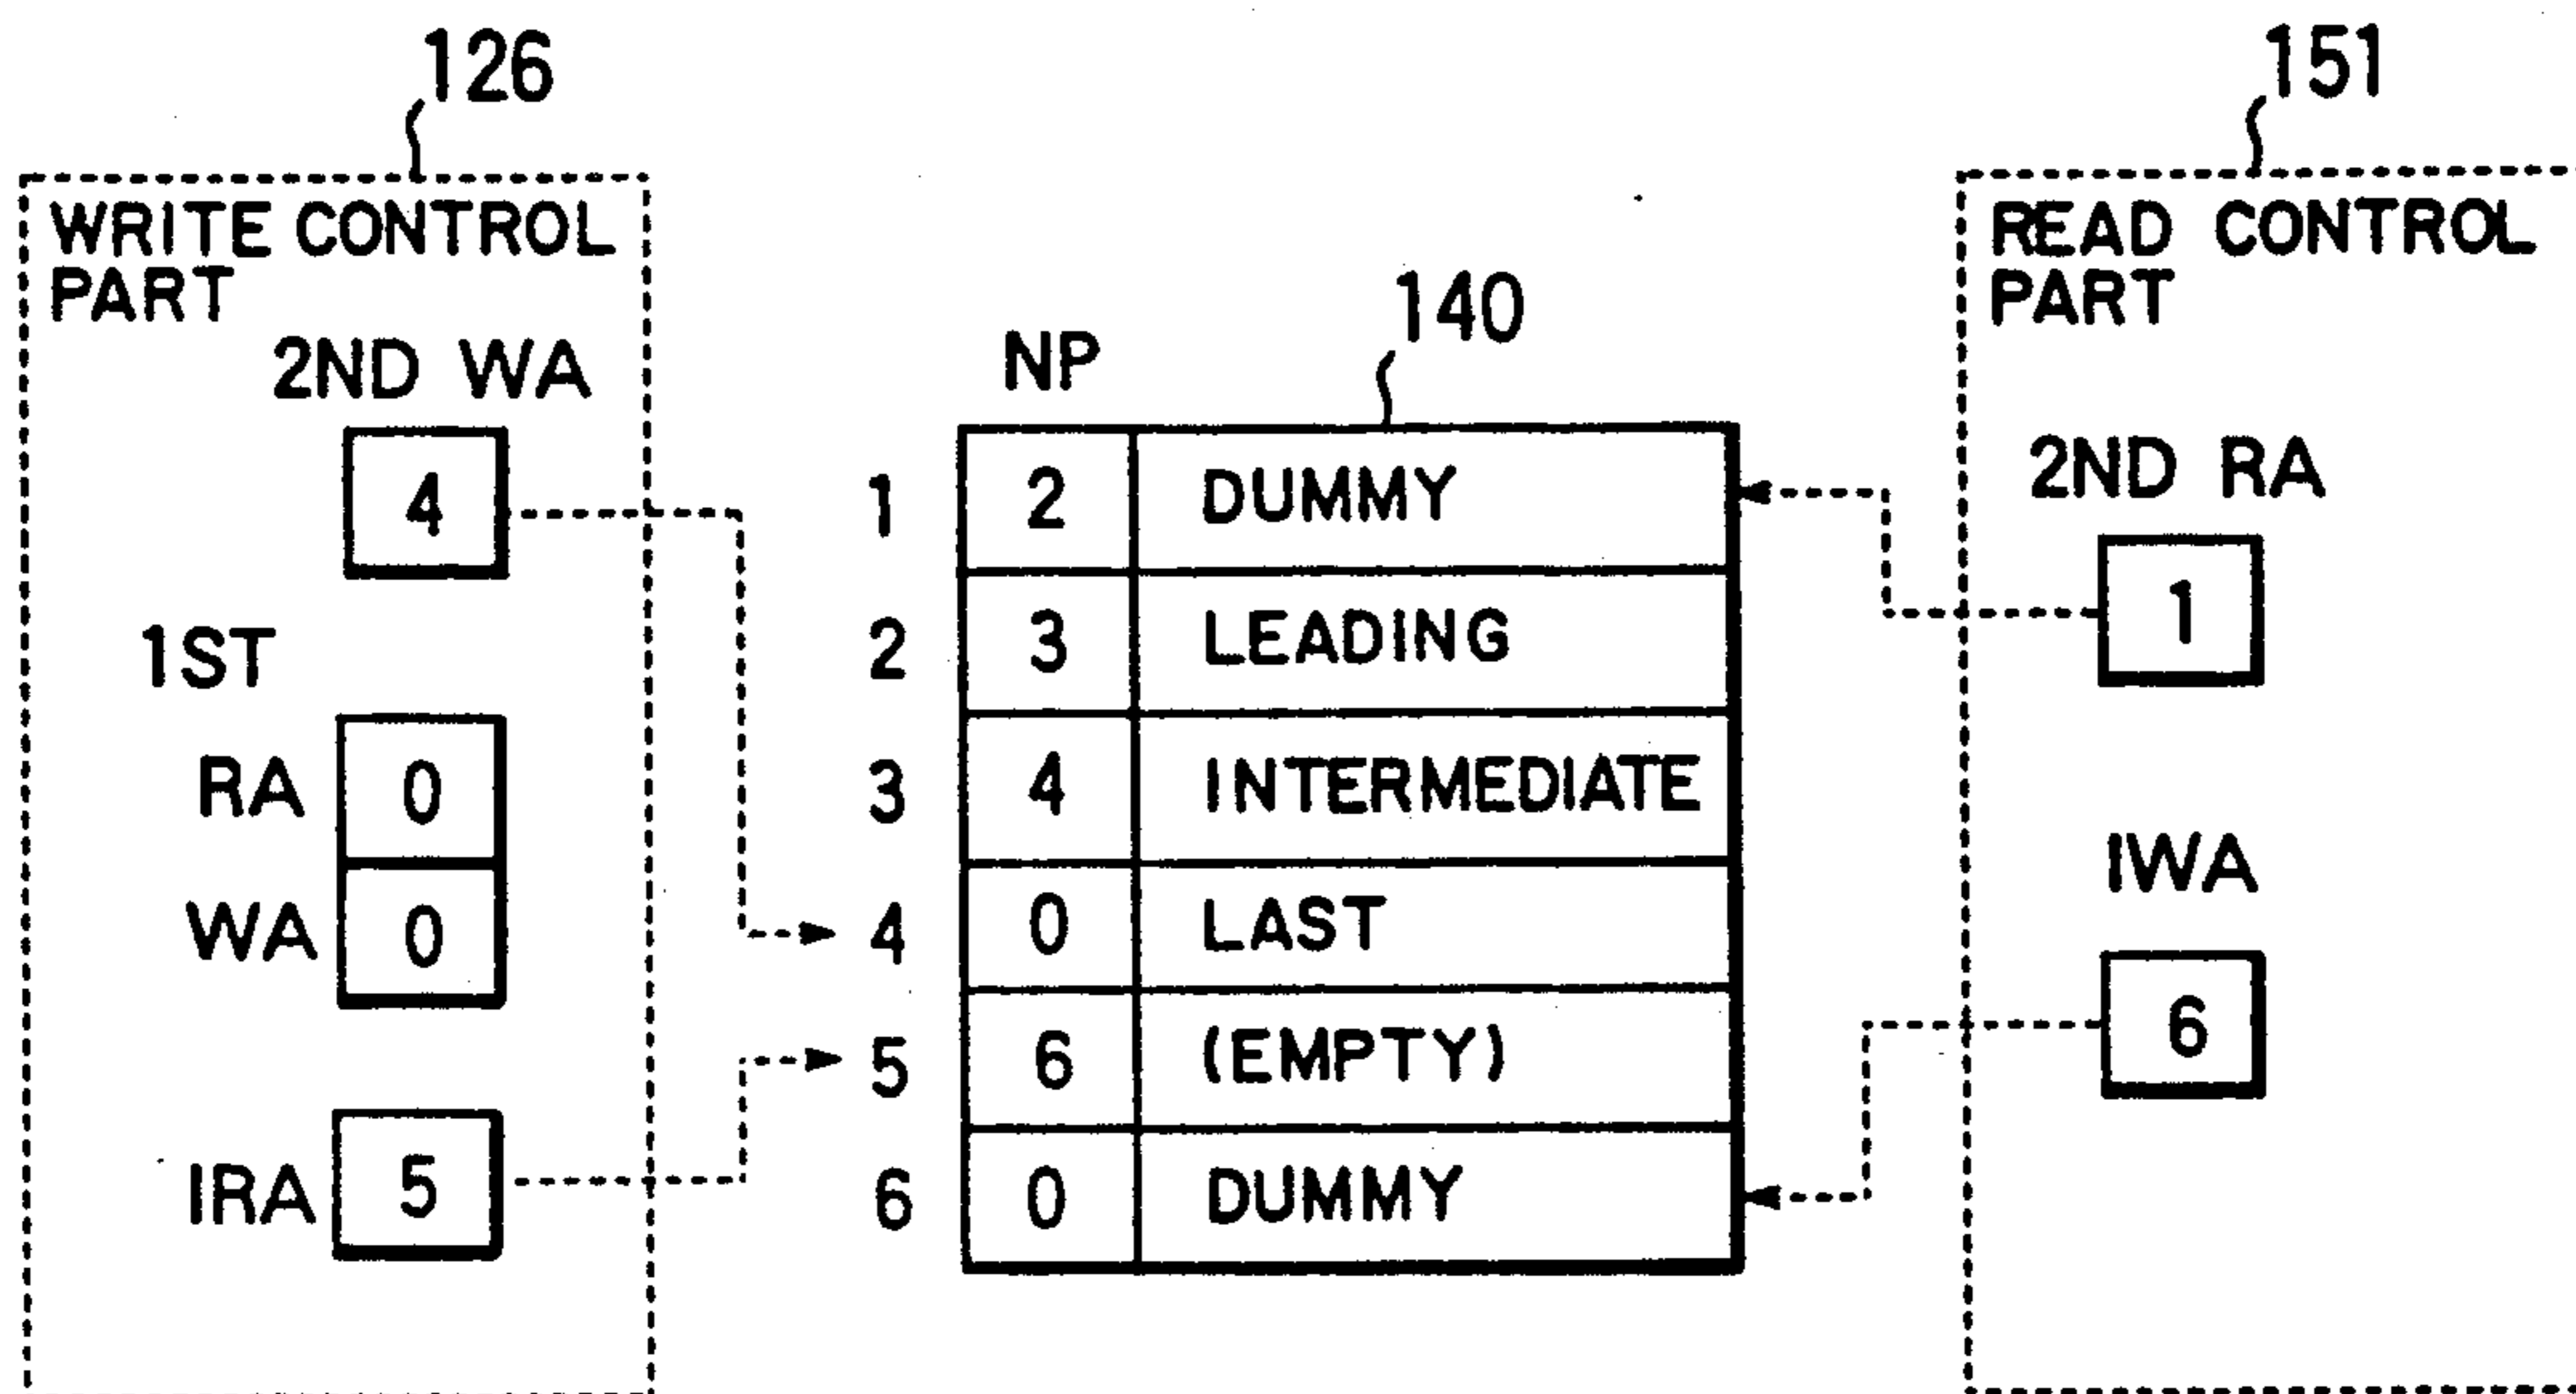 126
WRITE CONTROL
PART
2ND WA
4
1ST
RA 0
WA 0
IRA 5
140
NP
1 2 DUMMY
2 3 LEADING
3 4 INTERMEDIATE
4 0 LAST
5 6 (EMPTY)
6 0 DUMMY
151
READ CONTROL
PART
2ND RA
1
IWA
6